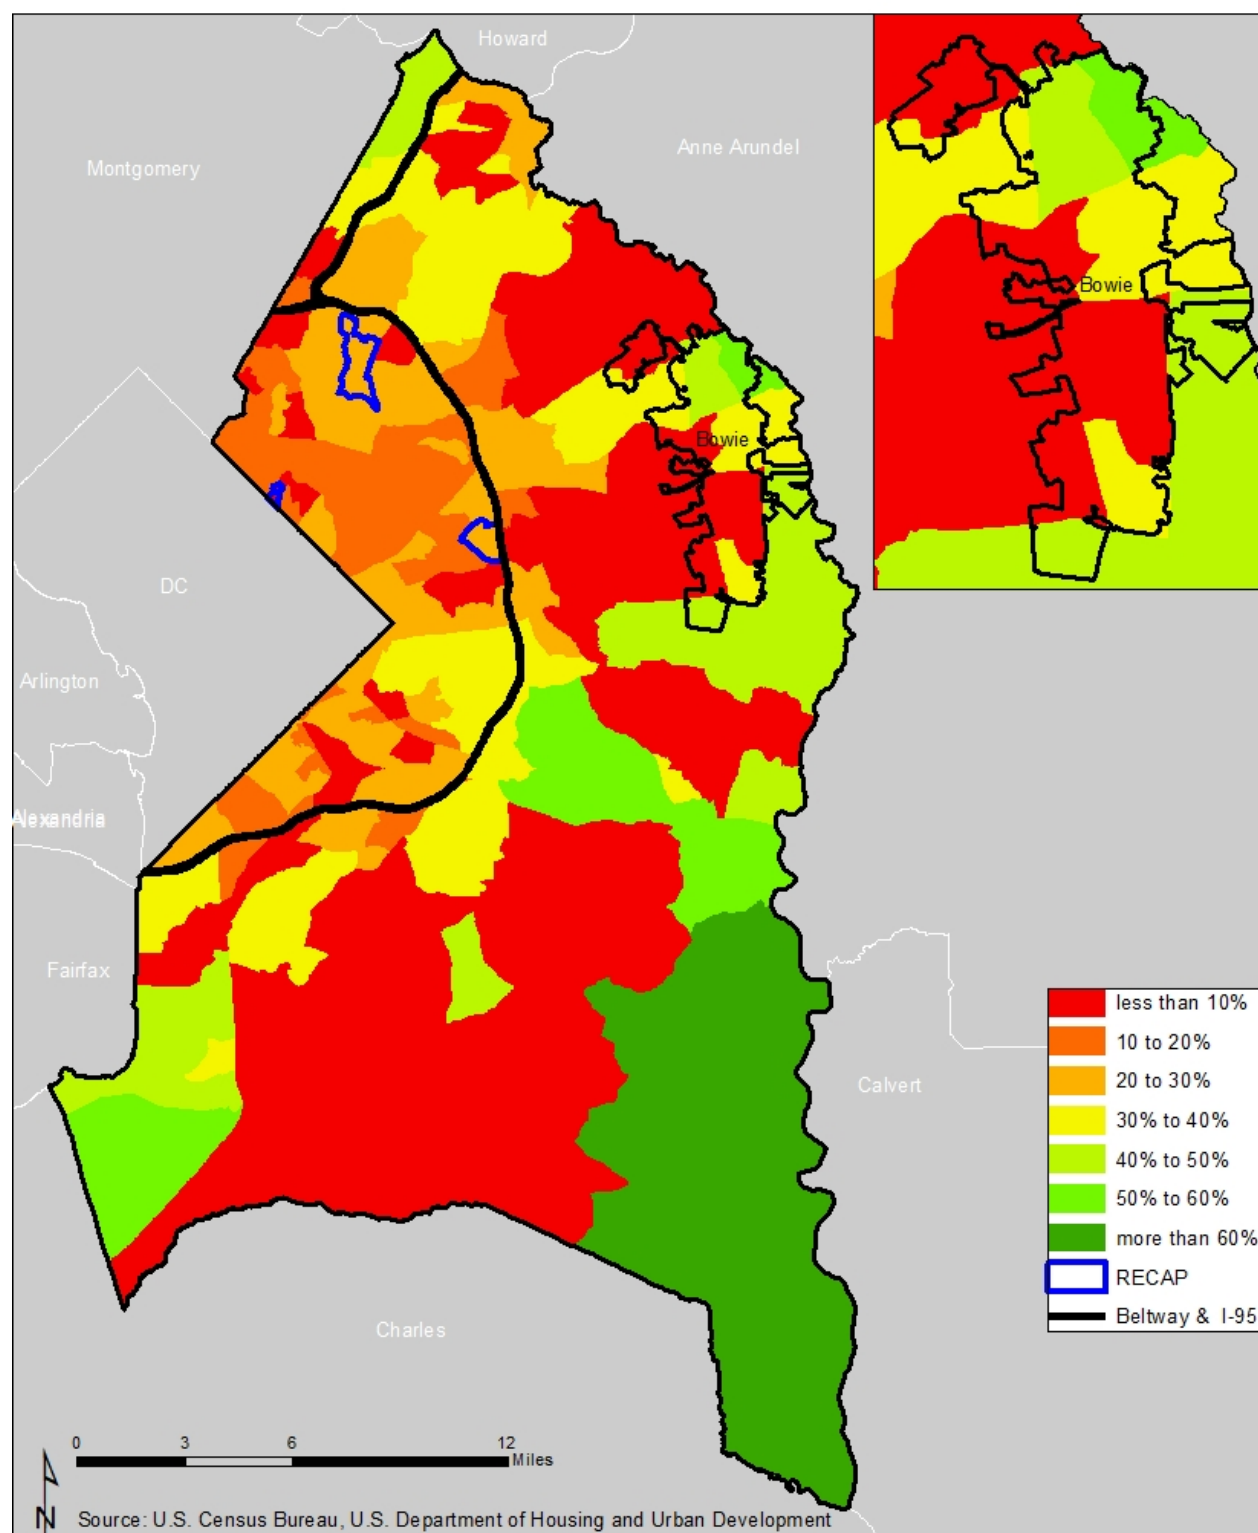 Howard
Anne Arundel
Montgomery
Bowie
Bowie
DC
Arlington
Alexandria
Fairfax
Calvert
Charles
less than 10%
10 to 20%
20 to 30%
30% to 40%
40% to 50%
50% to 60%
more than 60%
RECAP
Beltway & I-95
0 3 6 12
Miles
N
Source: U.S. Census Bureau, U.S. Department of Housing and Urban Development